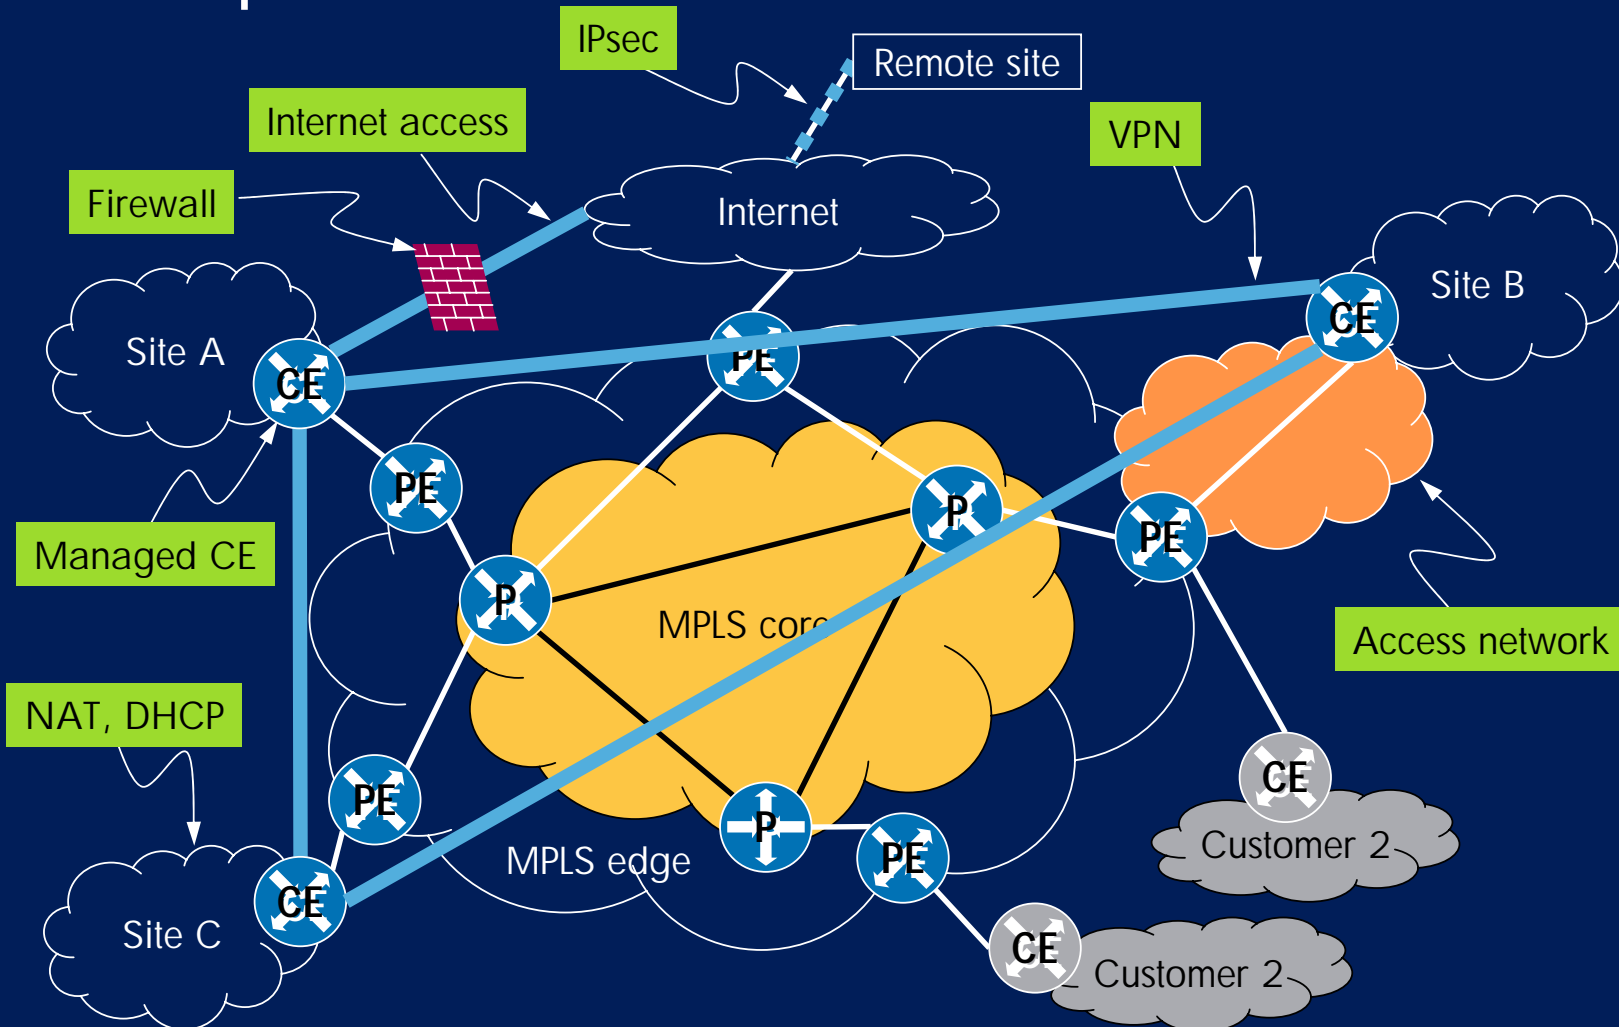 IPsec
Remote site
Internet access
VPN
Firewall
Internet
Site B
Site A
CE
CE
PE
PE
P
PE
Managed CE
P
MPLS core
Access network
NAT, DHCP
CE
PE
P
Customer 2
MPLS edge
PE
CE
Site C
CE
Customer 2